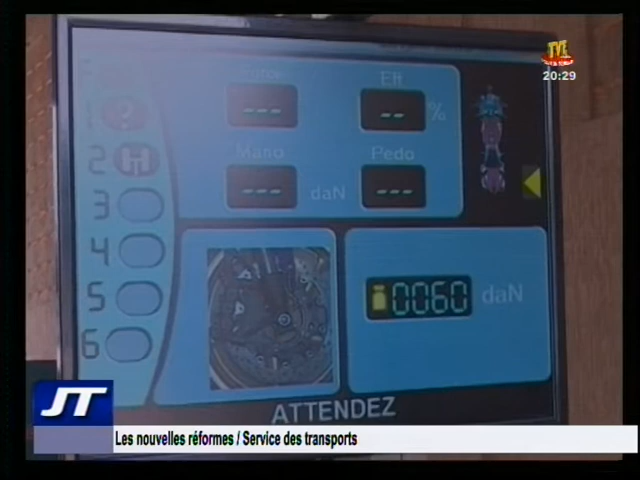 TVT
20:29
Eff
--- -- %
Mano Pedo
--- daN ---
1 ?
2 H
3
4
5
6
0060 daN
ATTENDEZ
JT
Les nouvelles réformes / Service des transports